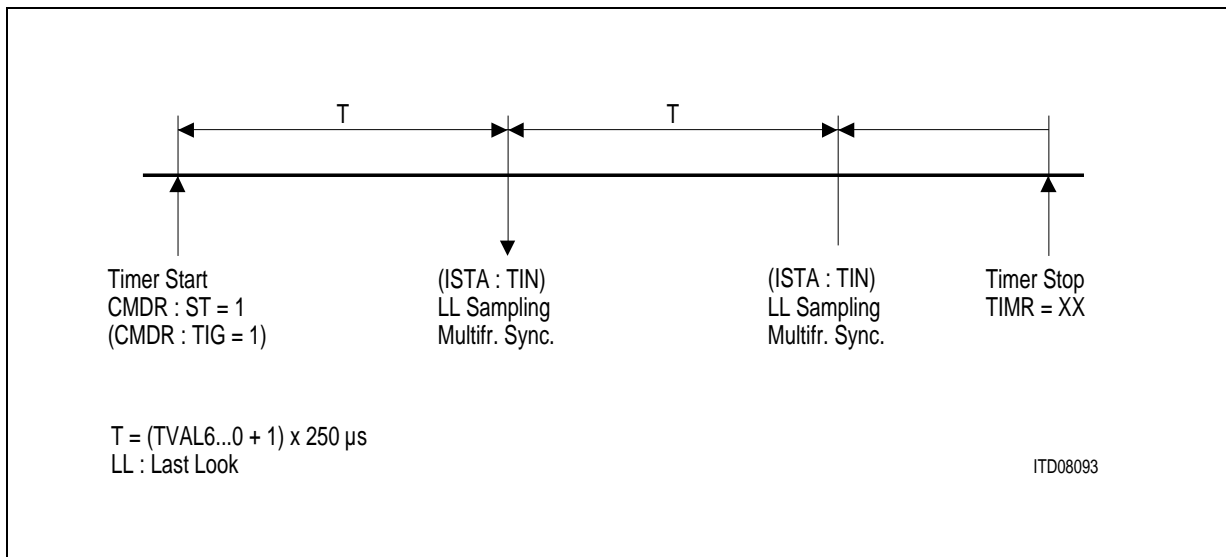 T
T
Timer Start
CMDR : ST = 1
(CMDR : TIG = 1)
(ISTA : TIN)
LL Sampling
Multifr. Sync.
(ISTA : TIN)
LL Sampling
Multifr. Sync.
Timer Stop
TIMR = XX
T = (TVAL6...0 + 1) x 250 µs
LL : Last Look
ITD08093